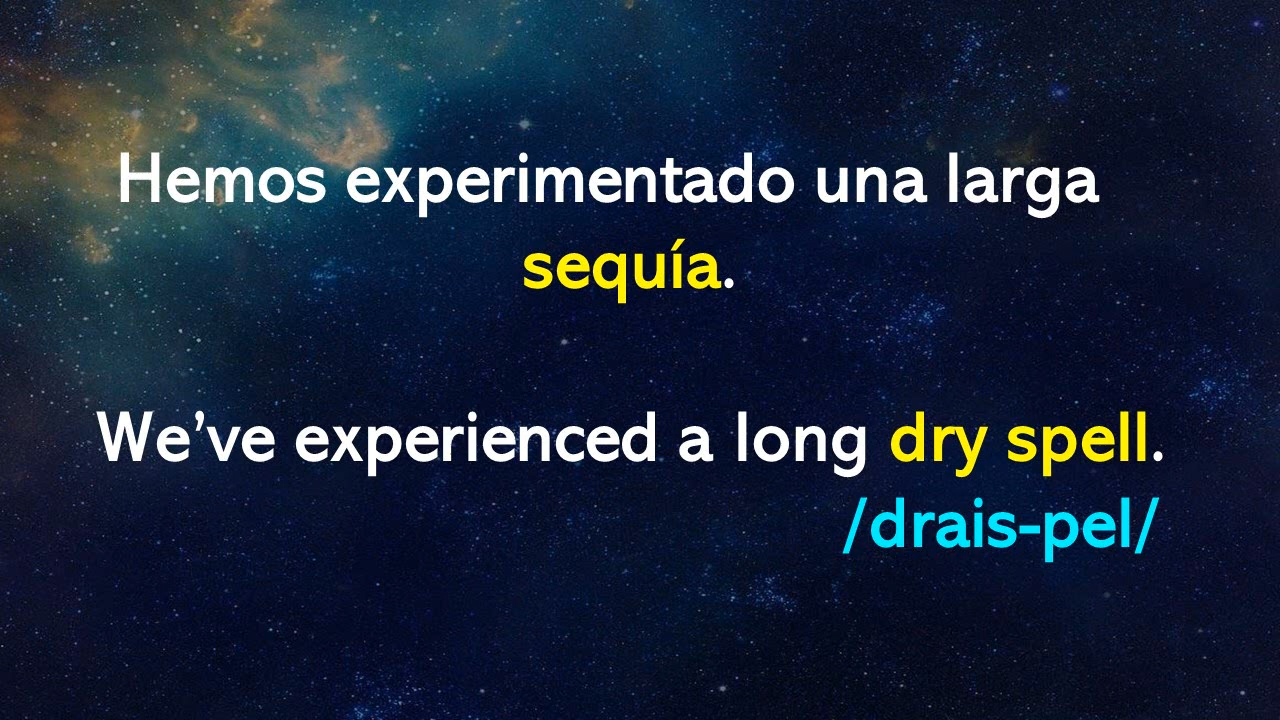 Hemos experimentado una larga
sequía.
We’ve experienced a long dry spell.
/drais-pel/